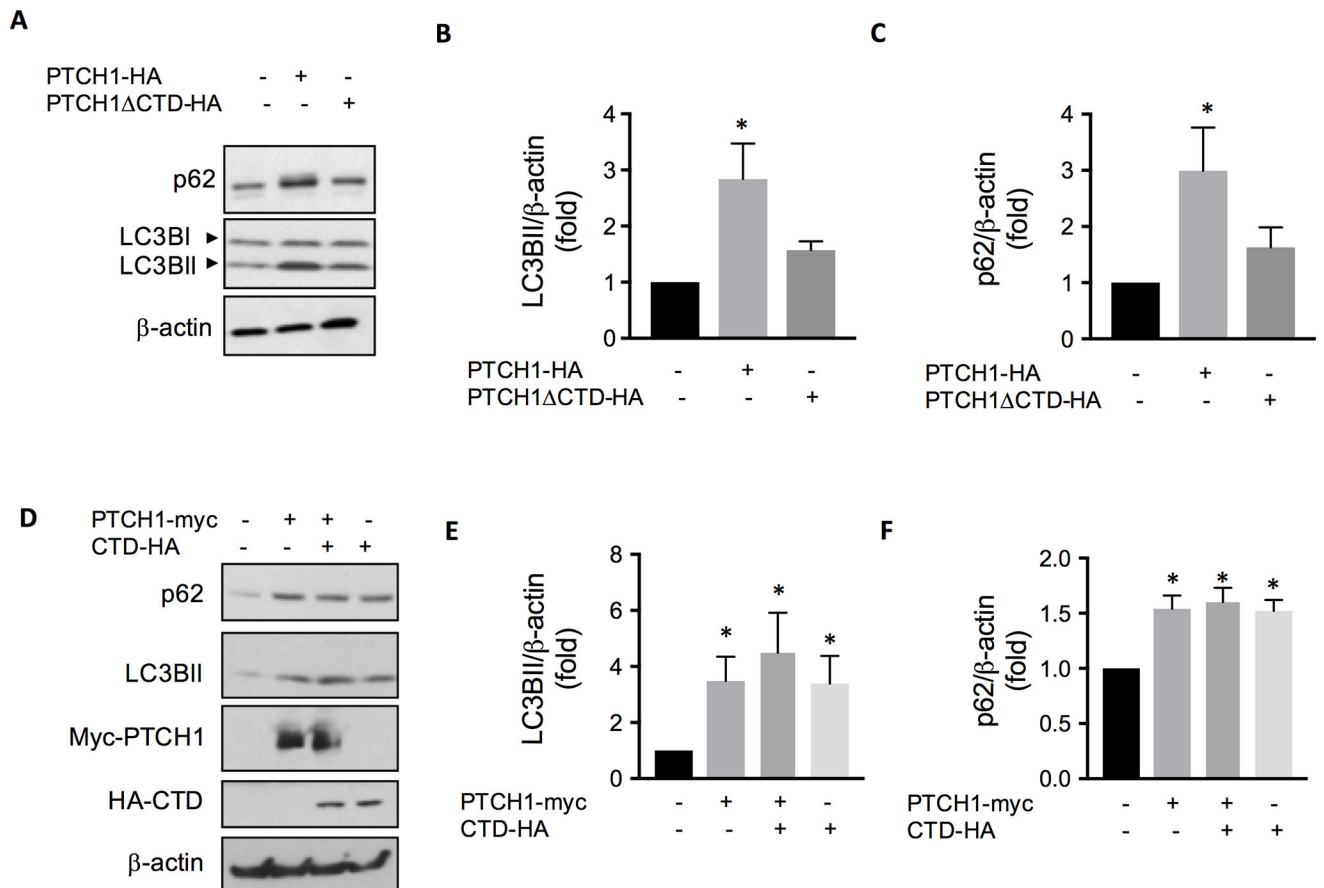 A
PTCH1-HA - + -
PTCH1ΔCTD-HA - - +
p62
LC3BI
LC3BII
β-actin
B
LC3BII/β-actin
(fold)
4
3
2
1
0
*
PTCH1-HA - + -
PTCH1ΔCTD-HA - - +
C
p62/β-actin
(fold)
4
3
2
1
0
*
PTCH1-HA - + -
PTCH1ΔCTD-HA - - +
D
PTCH1-myc - + + -
CTD-HA - - + +
p62
LC3BII
Myc-PTCH1
HA-CTD
β-actin
E
LC3BII/β-actin
(fold)
8
6
4
2
0
* * *
PTCH1-myc - + + -
CTD-HA - - + +
F
p62/β-actin
(fold)
2.0
1.5
1.0
0.5
0.0
* * *
PTCH1-myc - + + -
CTD-HA - - + +